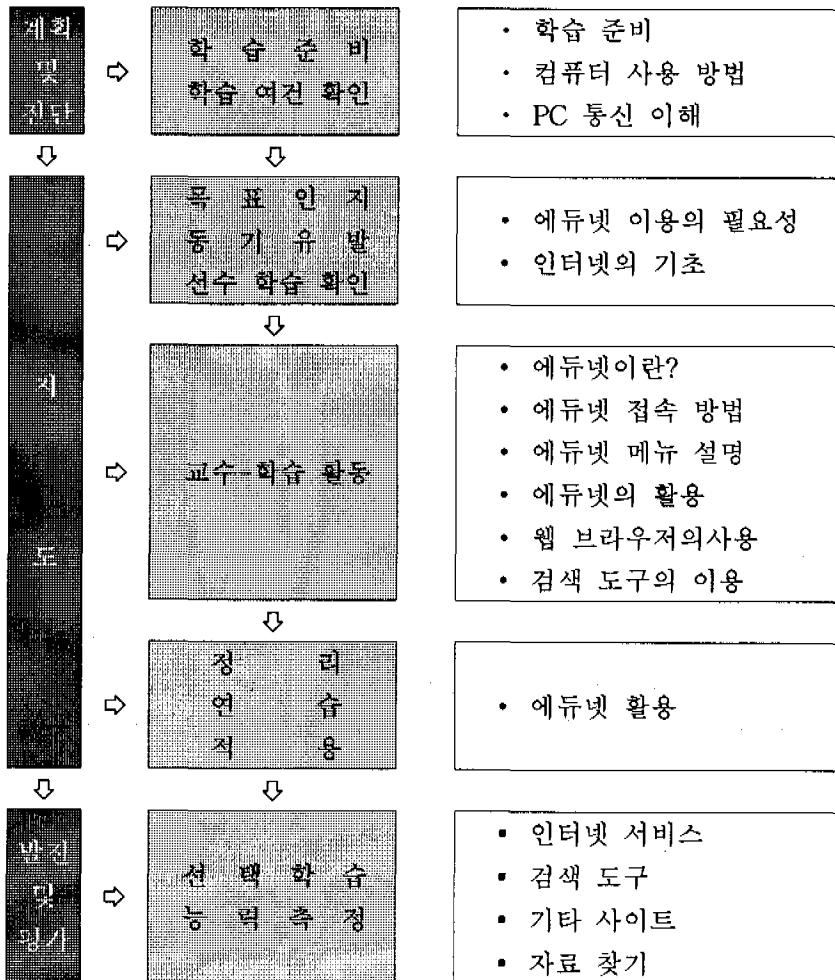 계획
및
진단
학 습 준 비
학습 여건 확인
· 학습 준비
· 컴퓨터 사용 방법
· PC 통신 이해
지
도
목 표 인 지
동 기 유 발
선수 학습 확인
• 에듀넷 이용의 필요성
• 인터넷의 기초
교수-학습 활동
• 에듀넷이란?
• 에듀넷 접속 방법
• 에듀넷 메뉴 설명
• 에듀넷의 활용
• 웹 브라우저의사용
• 검색 도구의 이용
정 리
연 습
적 용
• 에듀넷 활용
발전
및
평가
선 택 학 습
능 력 측 정
▪ 인터넷 서비스
▪ 검색 도구
• 기타 사이트
• 자료 찾기